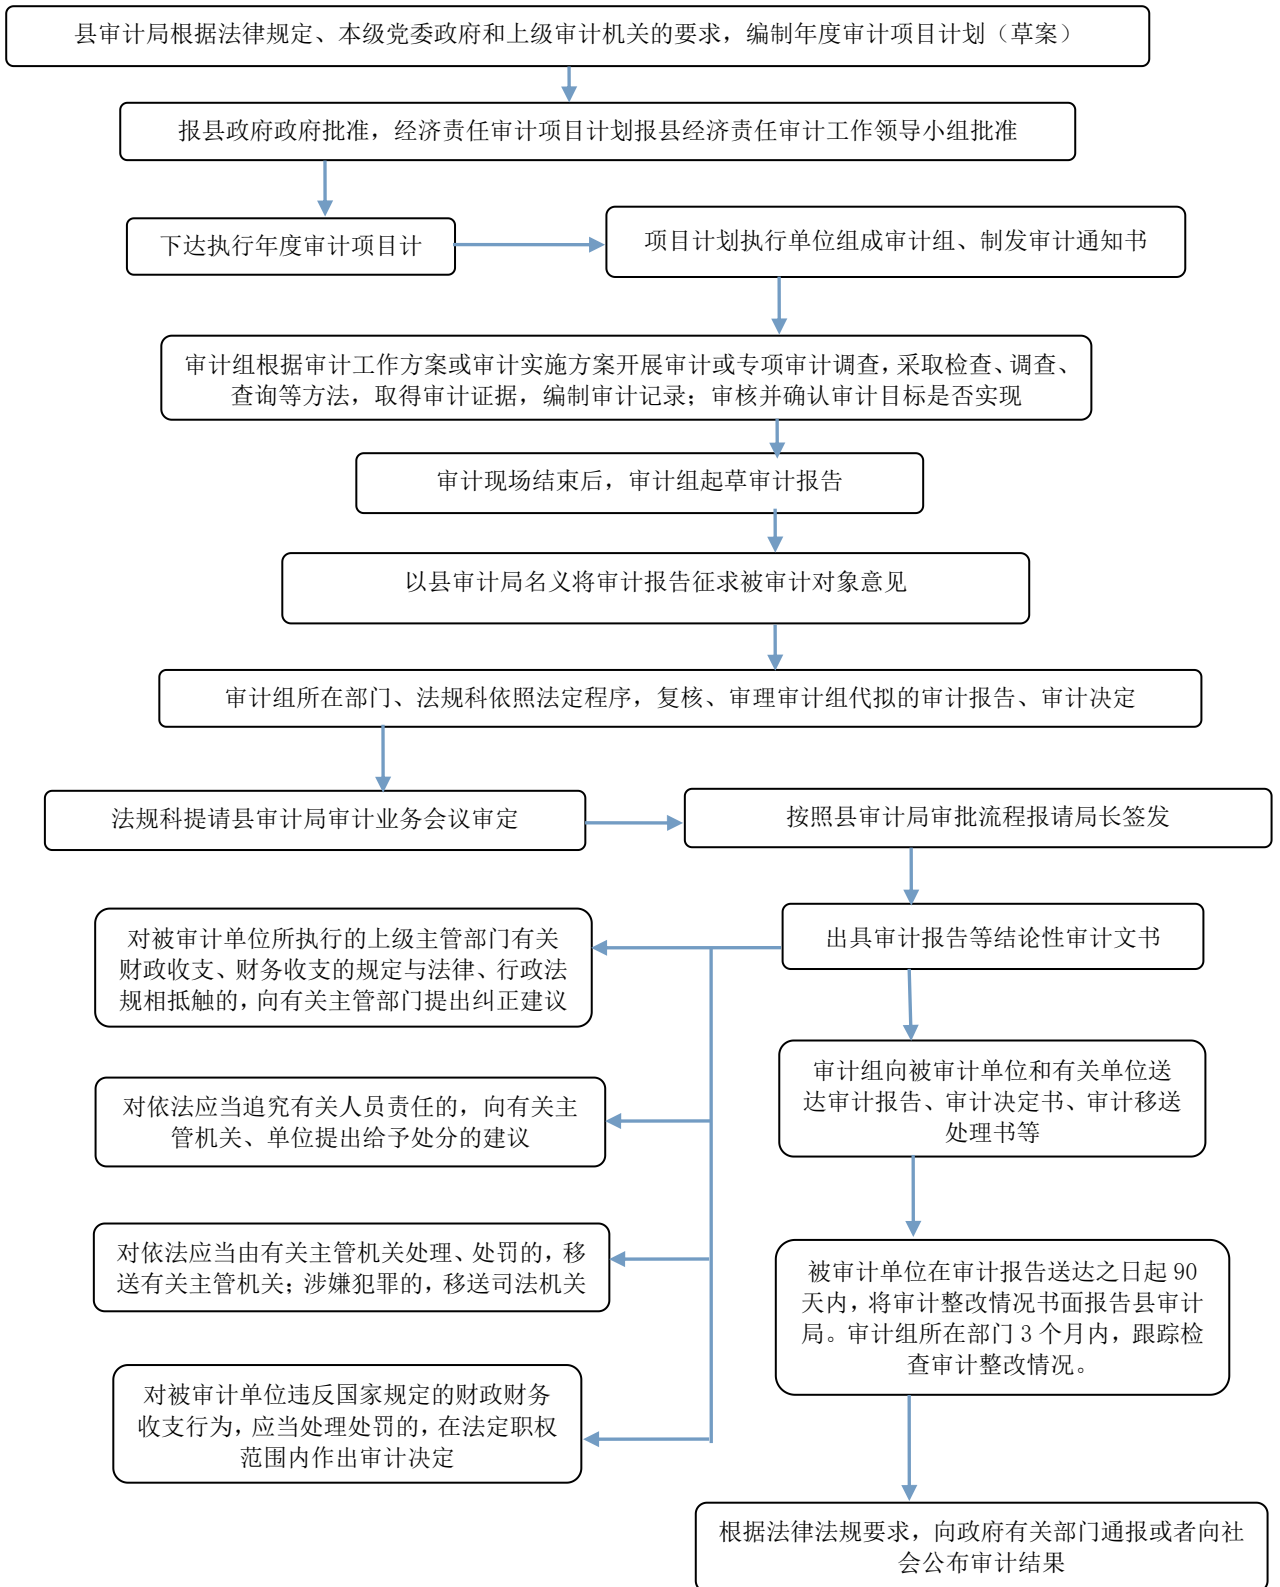 县审计局根据法律规定、本级党委政府和上级审计机关的要求，编制年度审计项目计划（草案）
报县政府政府批准，经济责任审计项目计划报县经济责任审计工作领导小组批准
下达执行年度审计项目计
项目计划执行单位组成审计组、制发审计通知书
审计组根据审计工作方案或审计实施方案开展审计或专项审计调查，采取检查、调查、
查询等方法，取得审计证据，编制审计记录；审核并确认审计目标是否实现
审计现场结束后，审计组起草审计报告
以县审计局名义将审计报告征求被审计对象意见
审计组所在部门、法规科依照法定程序，复核、审理审计组代拟的审计报告、审计决定
法规科提请县审计局审计业务会议审定
按照县审计局审批流程报请局长签发
出具审计报告等结论性审计文书
对被审计单位所执行的上级主管部门有关
财政收支、财务收支的规定与法律、行政法
规相抵触的，向有关主管部门提出纠正建议
对依法应当追究有关人员责任的，向有关主
管机关、单位提出给予处分的建议
对依法应当由有关主管机关处理、处罚的，移
送有关主管机关；涉嫌犯罪的，移送司法机关
对被审计单位违反国家规定的财政财务
收支行为，应当处理处罚的，在法定职权
范围内作出审计决定
审计组向被审计单位和有关单位送
达审计报告、审计决定书、审计移送
处理书等
被审计单位在审计报告送达之日起 90
天内，将审计整改情况书面报告县审计
局。审计组所在部门 3 个月内，跟踪检
查审计整改情况。
根据法律法规要求，向政府有关部门通报或者向社
会公布审计结果